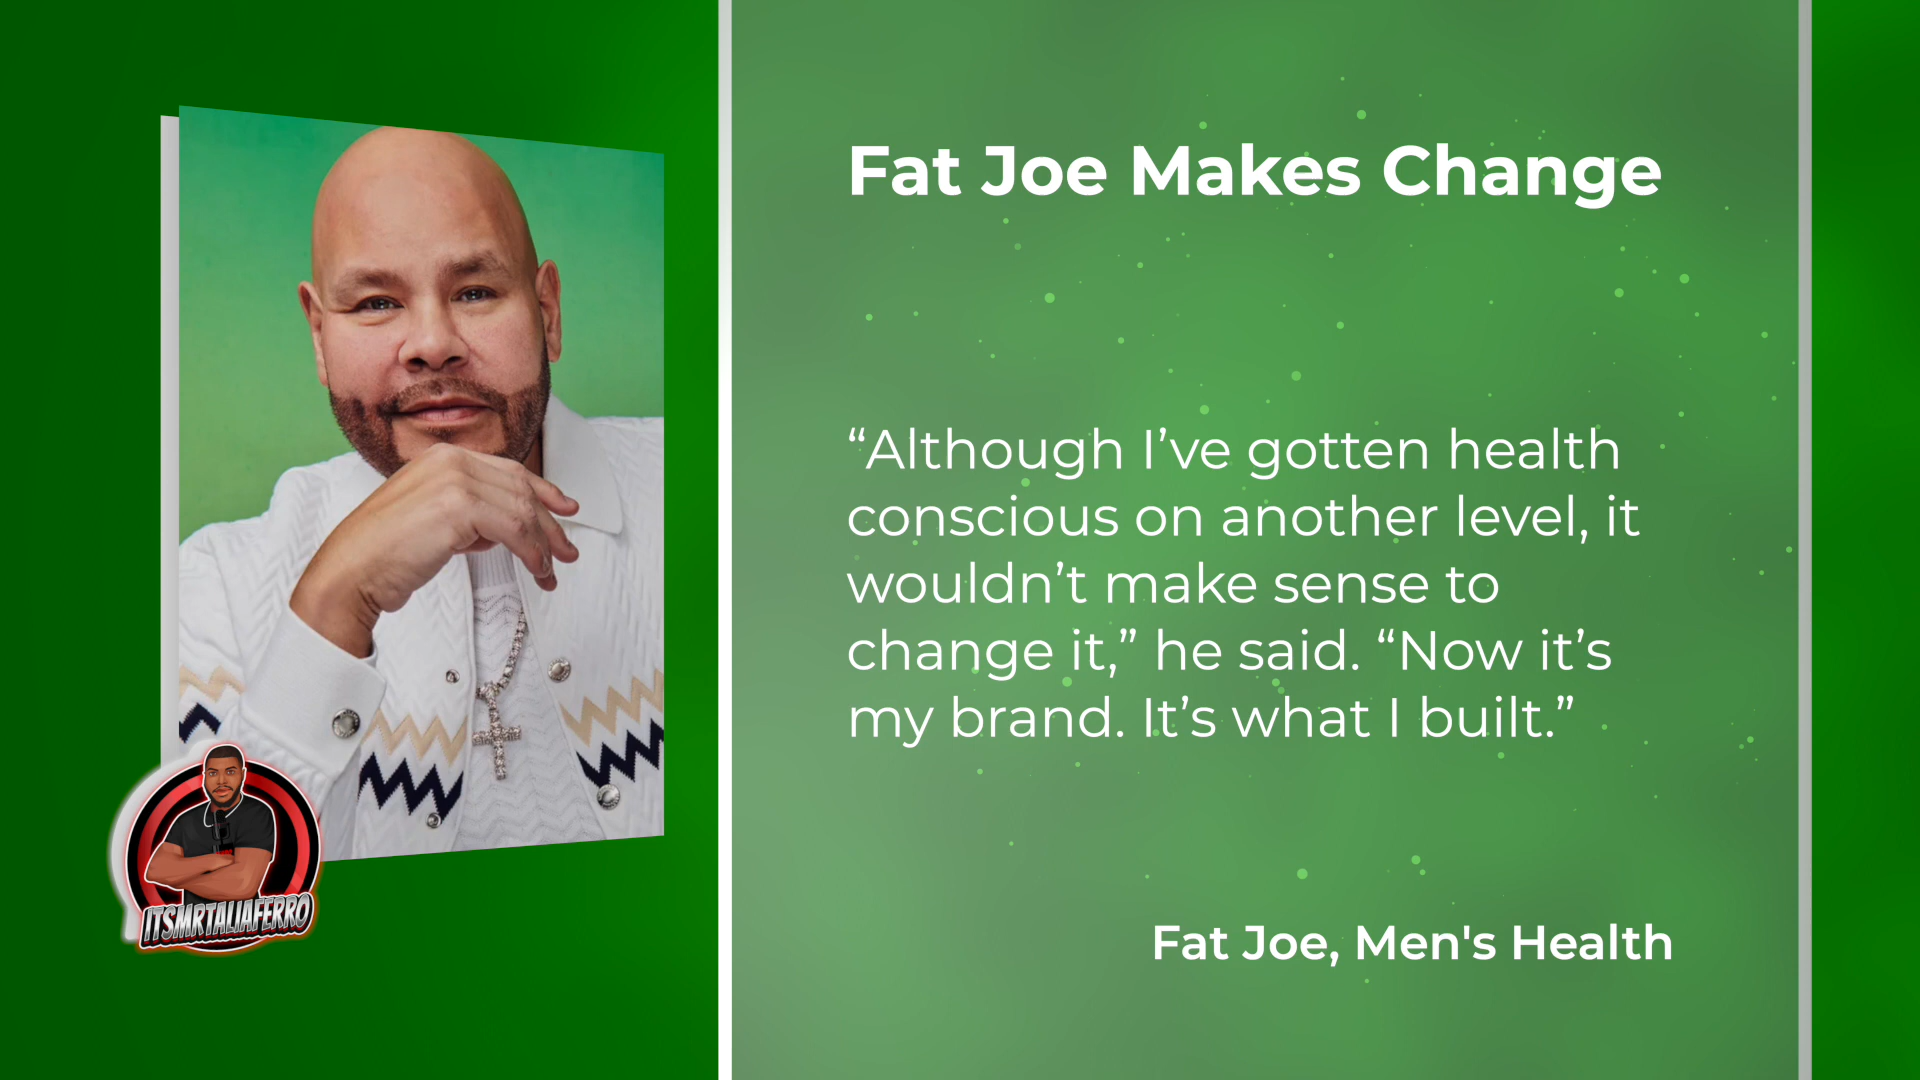 Fat Joe Makes Change
“Although I’ve gotten health
conscious on another level, it
wouldn’t make sense to
change it,” he said. “Now it’s
my brand. It’s what I built.”
Fat Joe, Men's Health
ITSMRTALIAFERRO